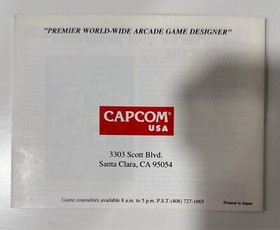 "PREMIER WORLD-WIDE ARCADE GAME DESIGNER"
CAPCOM®
USA
3303 Scott Blvd.
Santa Clara, CA 95054
Game counselors available 8 a.m. to 5 p.m. P.S.T.(408) 727-1665
Printed in Japan